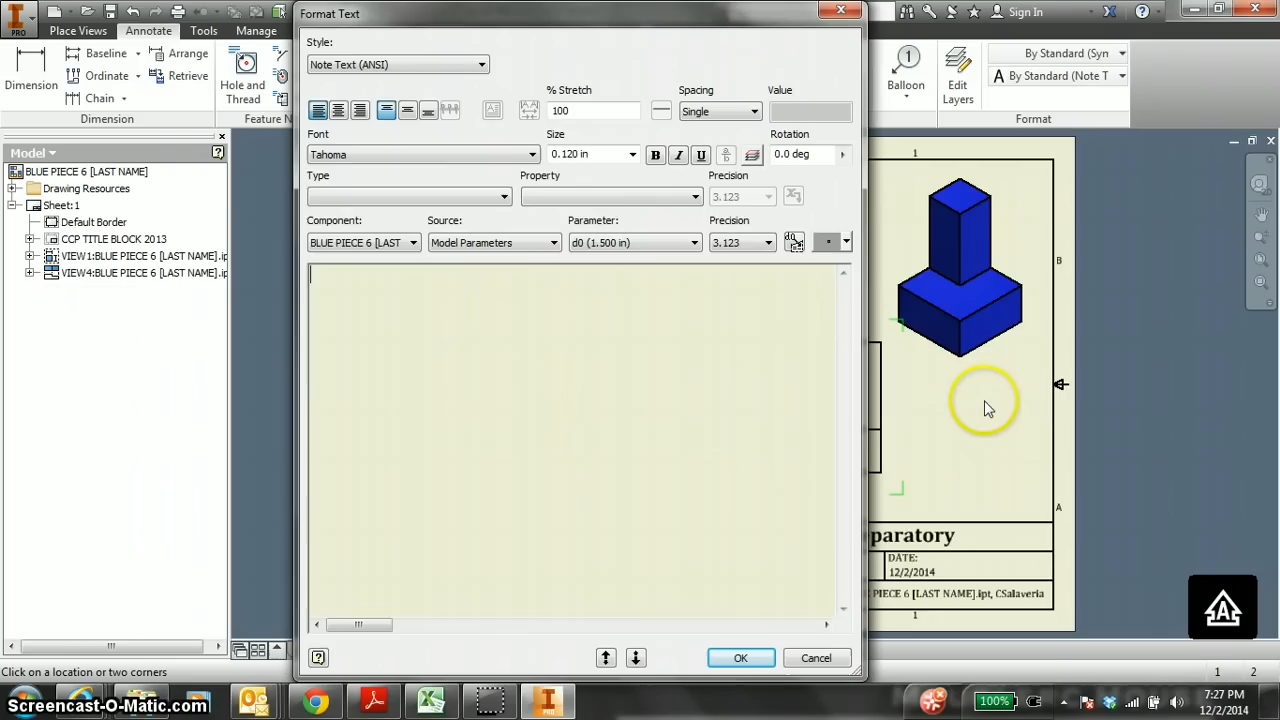 Format Text
Sign In
PRO
Place Views
Annotate
Tools
Manage
Dimension
Baseline
Ordinate
Chain
Arrange
Retrieve
Hole and
Thread
Dimension
Feature N
Style:
Note Text (ANSI)
% Stretch
Spacing
Value
100
Single
Font
Size
Rotation
Tahoma
0.120 in
B
I
U
0.0 deg
Type
Property
Precision
3.123
Component:
Source:
Parameter:
Precision
BLUE PIECE 6 [LAST
Model Parameters
d0 (1.500 in)
3.123
OK
Cancel
Balloon
Edit
Layers
By Standard (Syn
By Standard (Note T
Format
Model
BLUE PIECE 6 [LAST NAME]
Drawing Resources
Sheet:1
Default Border
CCP TITLE BLOCK 2013
VIEW1:BLUE PIECE 6 [LAST NAME].ip
VIEW4:BLUE PIECE 6 [LAST NAME].ip
1
B
A
paratory
DATE:
12/2/2014
PIECE 6 [LAST NAME].ipt, CSalaveria
1
Click on a location or two corners
1 2
Screencast-O-Matic.com
100%
7:27 PM
12/2/2014